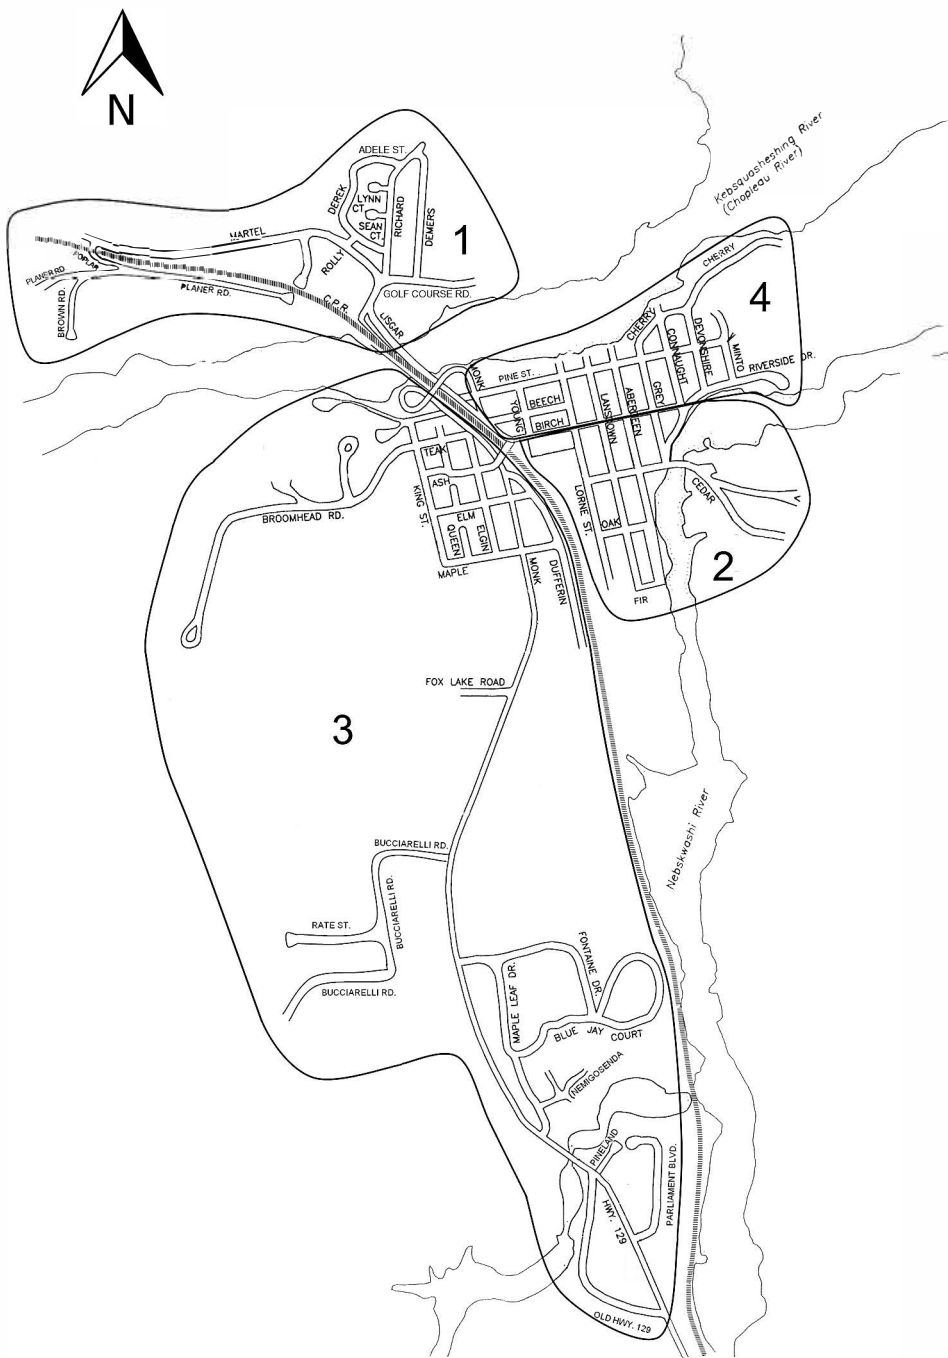 N
Kebsquasheshing River
(Chapleau River)
ADELE ST.
DEREK
LYNN
CT.
SEAN
CT.
RICHARD
DEMERS
1
MARTEL
ROLLY
POPLAR
PLANER RD.
PLANER RD.
BROWN RD.
C.P.R.
GOLF COURSE RD.
LISGAR
CHERRY
4
CHERRY
CONNAUGHT
DEVONSHIRE
MINTO
RIVERSIDE DR.
MONK
PINE ST.
BEECH
BIRCH
YOUNG
LANSDOWN
ABERDEEN
GREY
TEAK
ASH
KING ST.
ELM
QUEEN
ELGIN
MAPLE
MONK
DUFFERIN
BROOMHEAD RD.
LORNE ST.
OAK
CEDAR
2
FIR
FOX LAKE ROAD
3
Nebskwashi River
BUCCIARELLI RD.
BUCCIARELLI RD.
RATE ST.
BUCCIARELLI RD.
MAPLE LEAF DR.
FONTAINE DR.
BLUE JAY COURT
(NEMIGOSENDA
PINELAND
PARLIAMENT BLVD.
HWY. 129
OLD HWY. 129